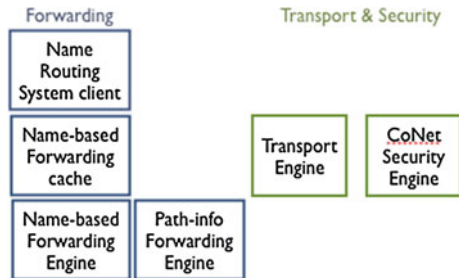 Forwarding
Transport & Security
Name
Routing
System client
Name-based
Forwarding
cache
Transport
Engine
CoNet
Security
Engine
Name-based
Forwarding
Engine
Path-info
Forwarding
Engine